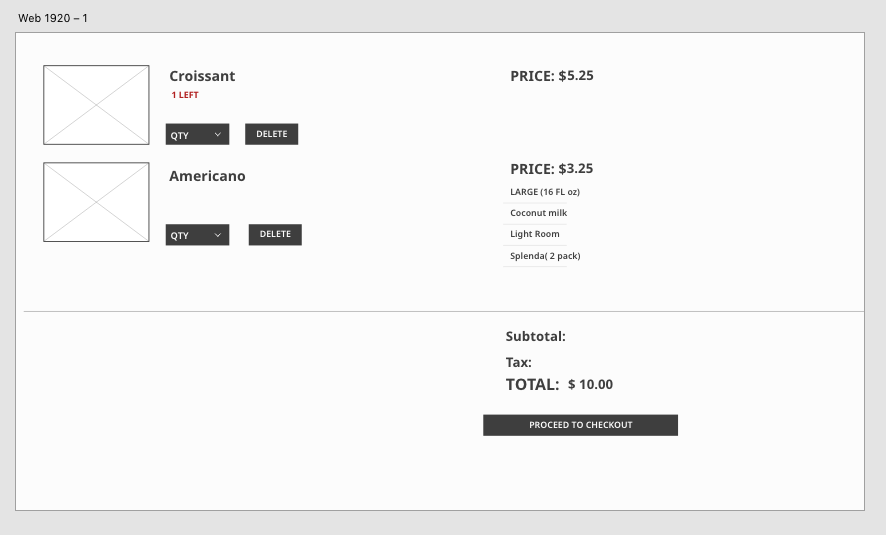 Web 1920 – 1
Croissant
PRICE: $5.25
1 LEFT
QTY
DELETE
Americano
PRICE: $3.25
LARGE (16 FL oz)
Coconut milk
QTY
DELETE
Light Room
Splenda( 2 pack)
Subtotal:
Tax:
TOTAL: $ 10.00
PROCEED TO CHECKOUT